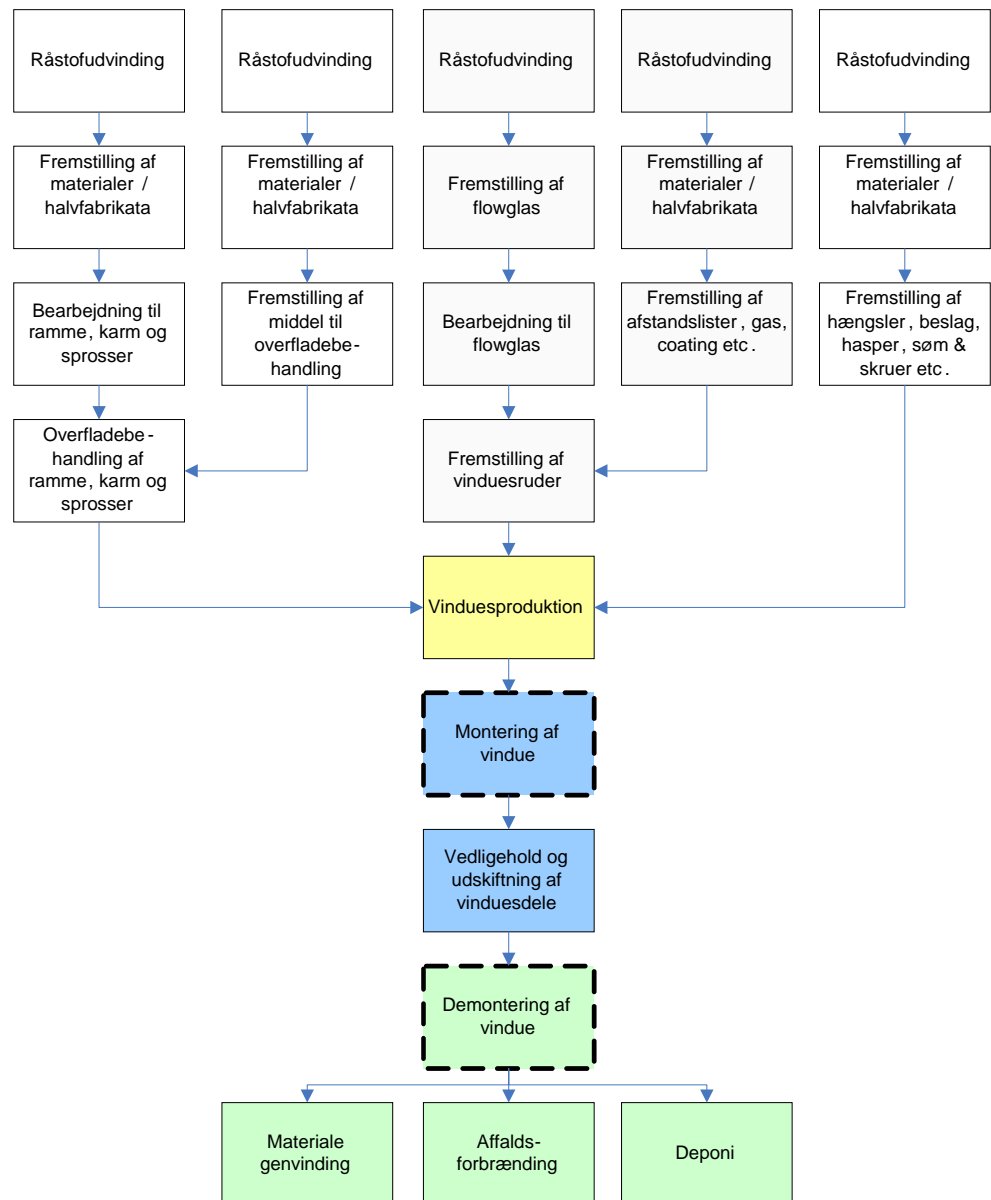 Råstofudvinding
Råstofudvinding
Råstofudvinding
Råstofudvinding
Råstofudvinding
Fremstilling af
materialer /
halvfabrikata
Fremstilling af
materialer /
halvfabrikata
Fremstilling af
flowglas
Fremstilling af
materialer /
halvfabrikata
Fremstilling af
materialer /
halvfabrikata
Bearbejdning til
ramme, karm og
sprosser
Fremstilling af
middel til
overfladebe-
handling
Bearbejdning til
flowglas
Fremstilling af
afstandslister, gas,
coating etc.
Fremstilling af
hængsler, beslag,
hasper, søm &
skruer etc.
Overfladebe-
handling af
ramme, karm og
sprosser
Fremstilling af
vinduesruder
Vinduesproduktion
Montering af
vindue
Vedligehold og
udskiftning af
vinduesdele
Demontering af
vindue
Materiale
genvinding
Affalds-
forbrænding
Deponi